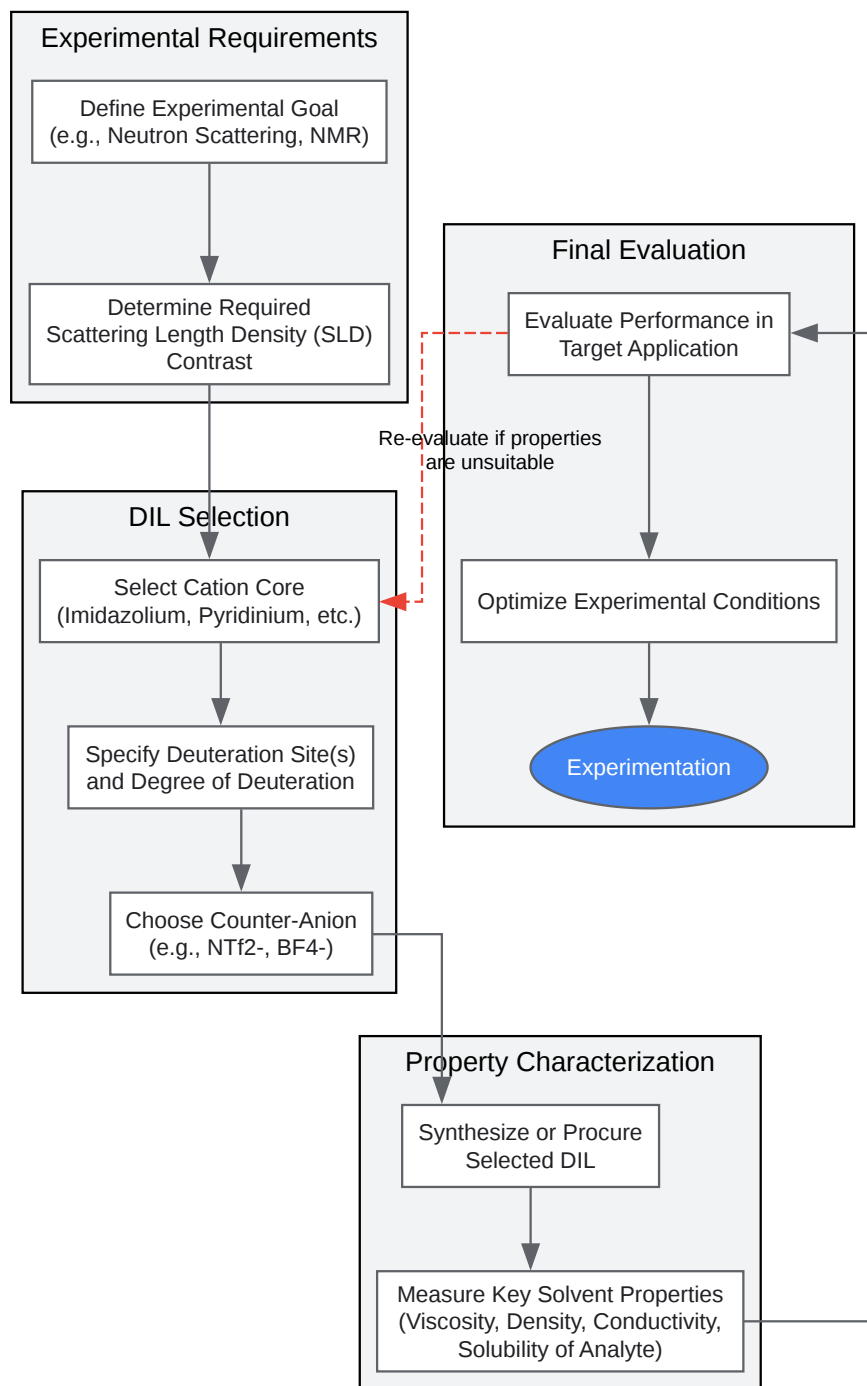 Experimental Requirements
Define Experimental Goal
(e.g., Neutron Scattering, NMR)
Determine Required
Scattering Length Density (SLD)
Contrast
Final Evaluation
Evaluate Performance in
Target Application
Re-evaluate if properties
are unsuitable
Optimize Experimental Conditions
Experimentation
DIL Selection
Select Cation Core
(Imidazolium, Pyridinium, etc.)
Specify Deuteration Site(s)
and Degree of Deuteration
Choose Counter-Anion
(e.g., NTf2-, BF4-)
Property Characterization
Synthesize or Procure
Selected DIL
Measure Key Solvent Properties
(Viscosity, Density, Conductivity,
Solubility of Analyte)